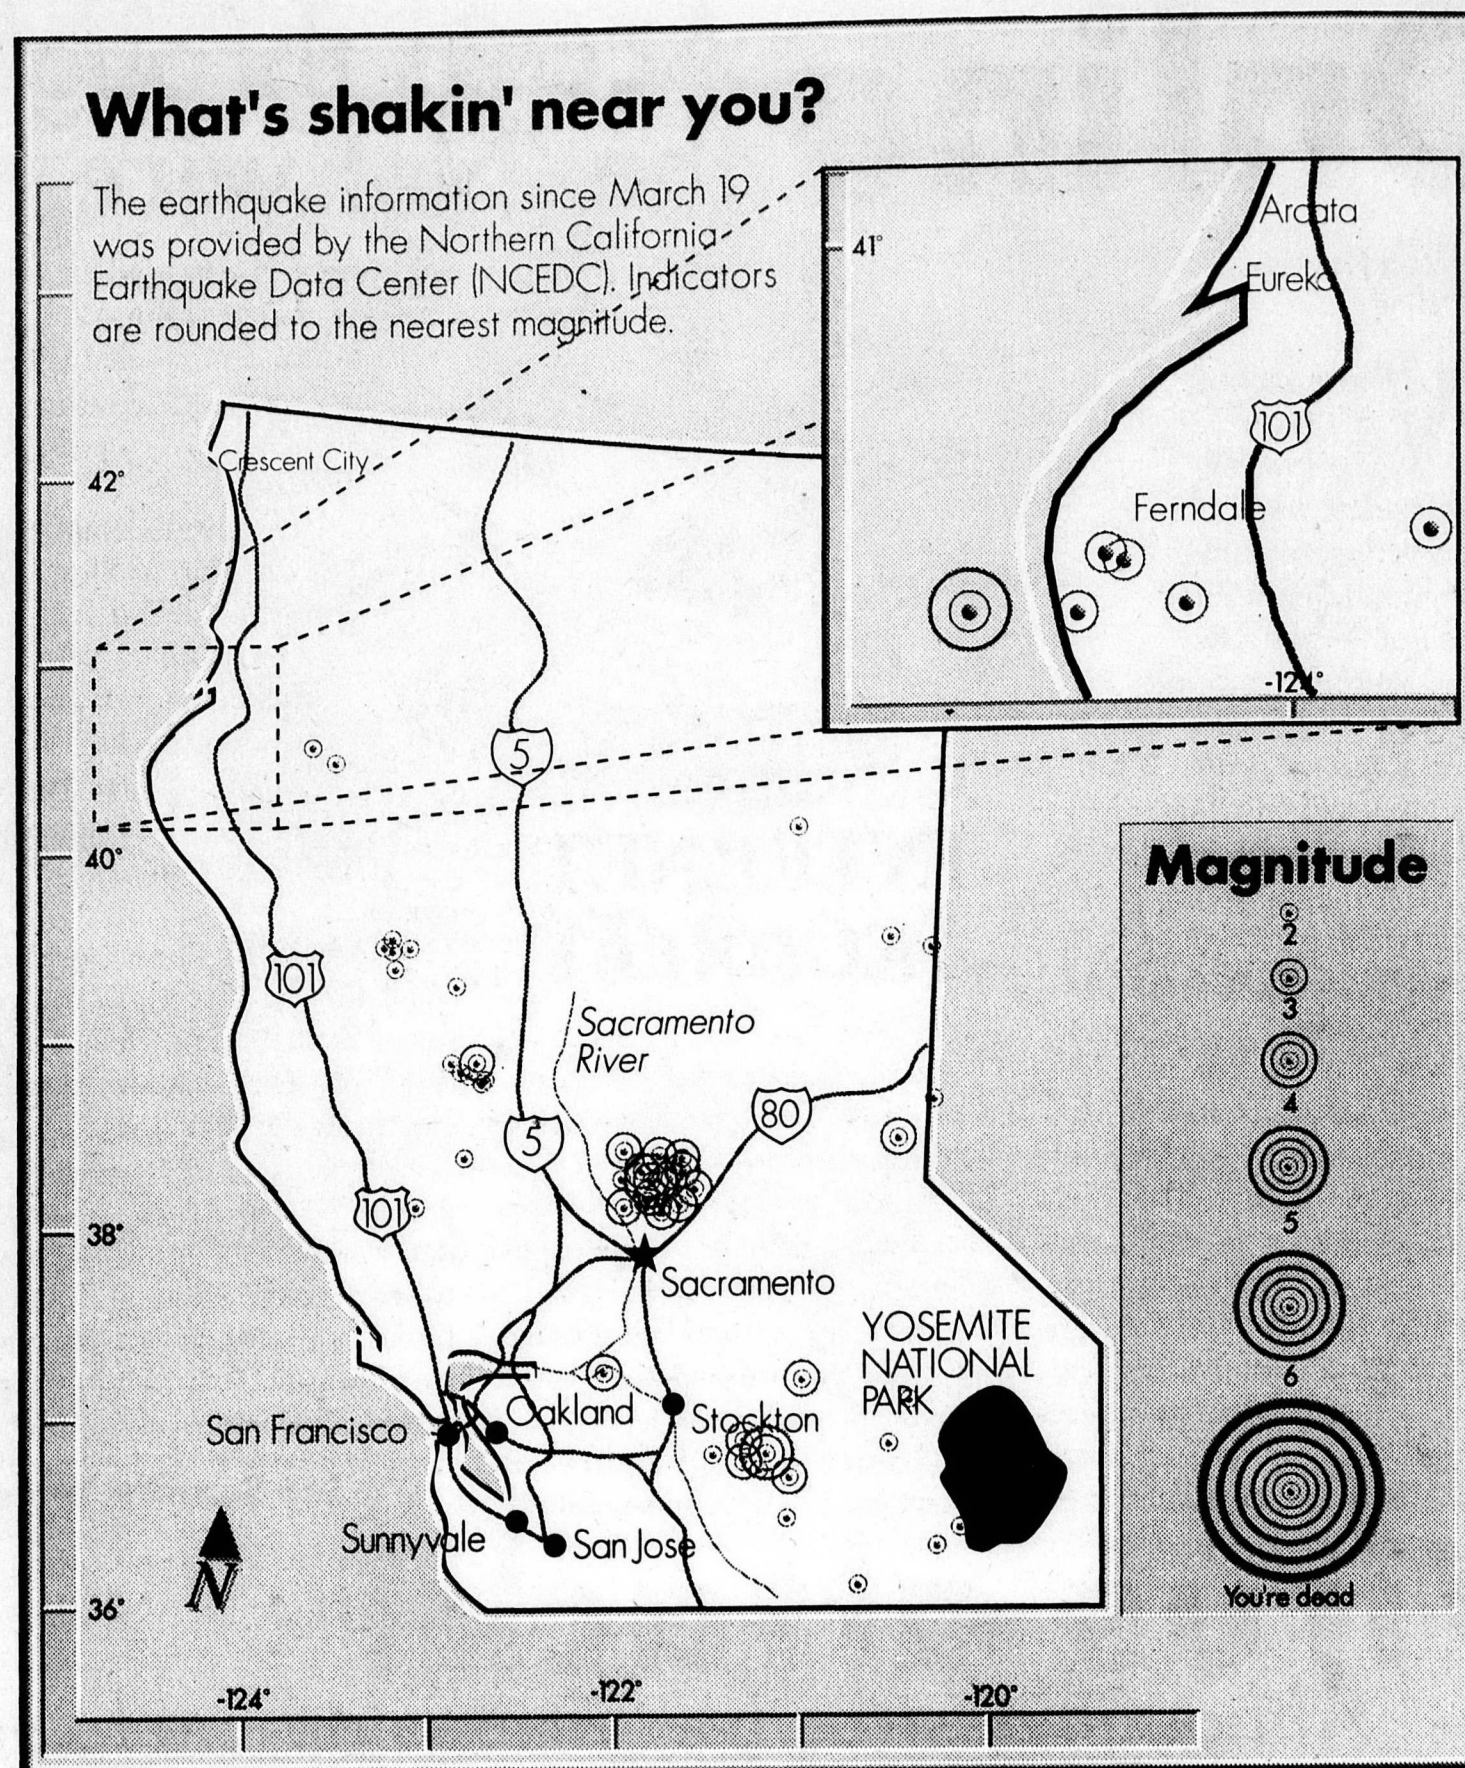 What's shakin' near you?
The earthquake information since March 19
was provided by the Northern California
Earthquake Data Center (NCEDC). Indicators
are rounded to the nearest magnitude.
Arcata
41°
Eureka
101
Ferndale
-124°
Crescent City
42°
5
40°
Magnitude
2
3
4
5
6
You're dead
101
Sacramento
River
80
5
101
38°
Sacramento
YOSEMITE
NATIONAL
PARK
San Francisco
Oakland
Stockton
Sunnyvale
San Jose
N
36°
-124°
-122°
-120°